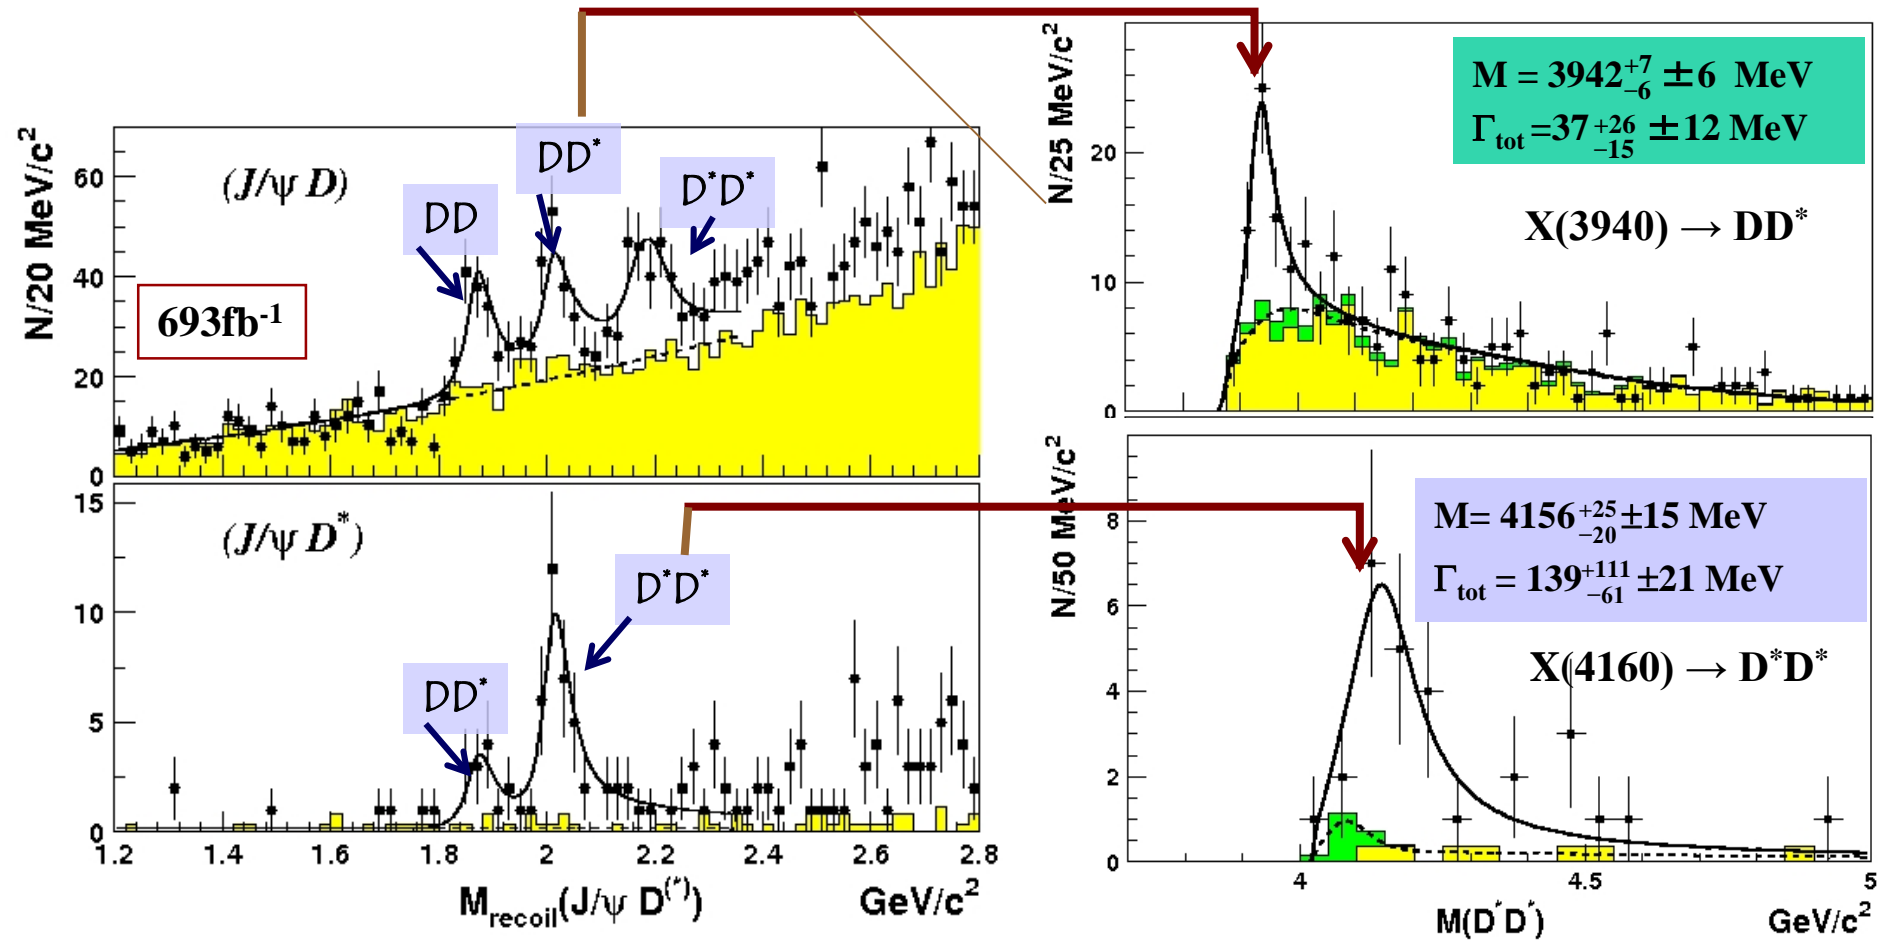 N/20 MeV/c²
60
40
20
0
(J/ψ D)
693fb⁻¹
DD
DD*
D*D*
15
10
5
0
(J/ψ D*)
DD*
D*D*
1.2 1.4 1.6 1.8 2 2.2 2.4 2.6 2.8
M_recoil(J/ψ D⁽*⁾) GeV/c²
N/25 MeV/c²
20
10
0
M = 3942 +7 −6 ±6 MeV
Γtot =37 +26 −15 ±12 MeV
X(3940) → DD*
N/50 MeV/c²
8
6
4
2
0
M= 4156 +25 −20 ±15 MeV
Γtot = 139 +111 −61 ±21 MeV
X(4160) → D*D*
4 4.5 5
M(D*D*) GeV/c²